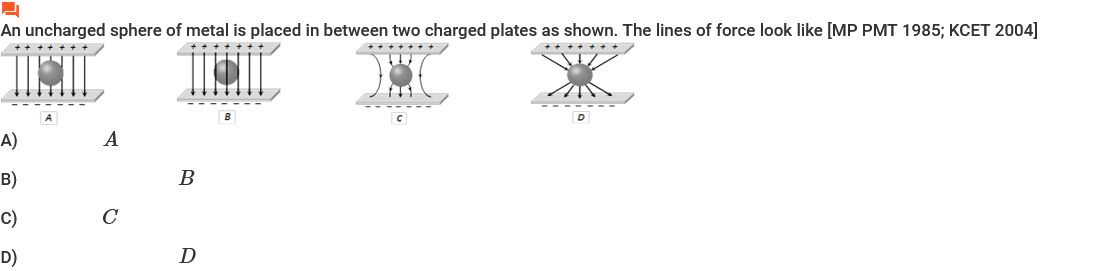 An uncharged sphere of metal is placed in between two charged plates as shown. The lines of force look like [MP PMT 1985; KCET 2004]
+ + + + + + +   + + + + + + +   + + + + + + +   + + + + + + +
– – – – – – –   – – – – – – –   – – – – – – –   – – – – – – –
A B C D
A) A
B) B
C) C
D) D